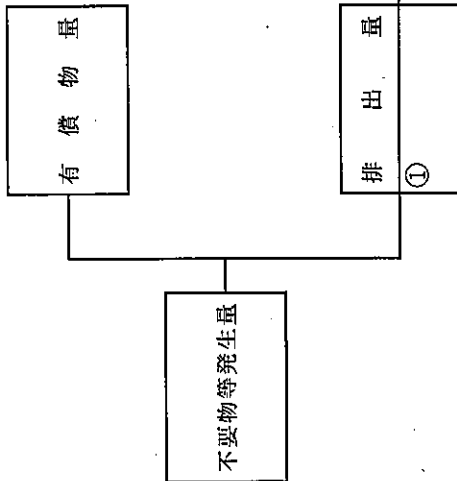 不要物等発生量
有償物量
排出量
①